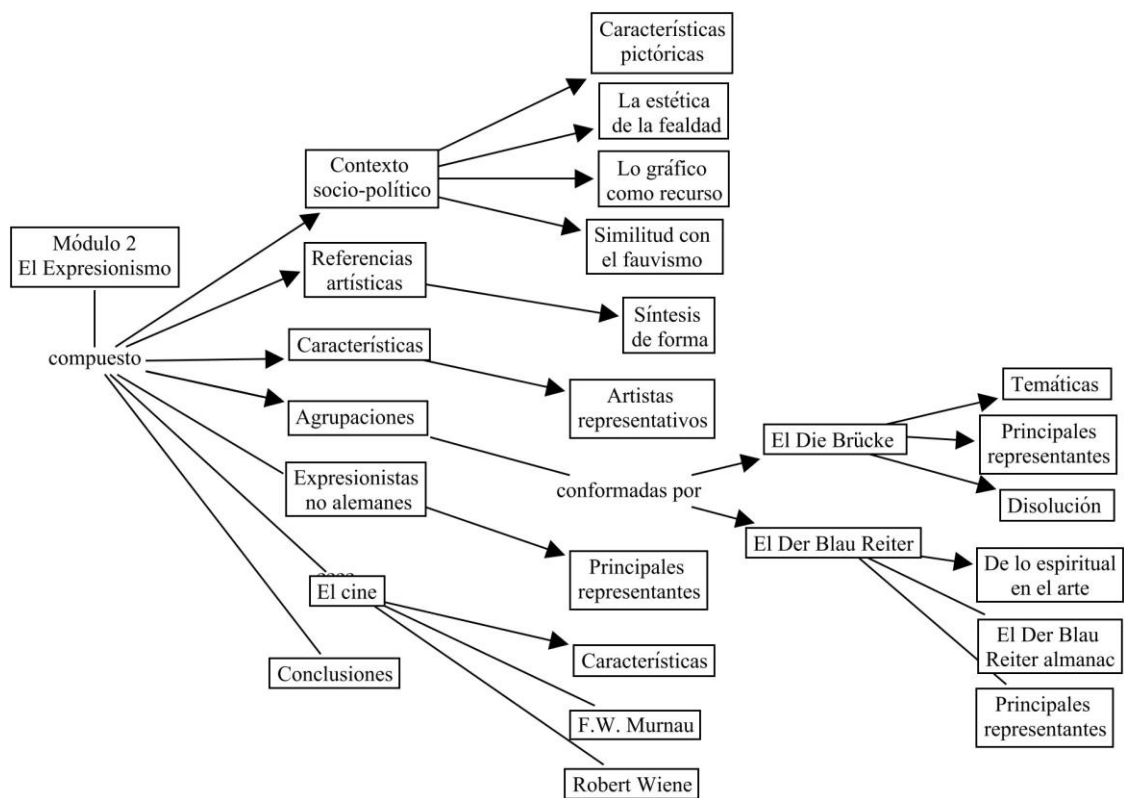 Módulo 2
El Expresionismo
compuesto
Contexto
socio-político
Características
pictóricas
La estética
de la fealdad
Lo gráfico
como recurso
Similitud con
el fauvismo
Referencias
artísticas
Síntesis
de forma
Características
Artistas
representativos
Agrupaciones
conformadas por
El Die Brücke
Temáticas
Principales
representantes
Disolución
El Der Blau Reiter
De lo espiritual
en el arte
El Der Blau
Reiter almanac
Principales
representantes
Expresionistas
no alemanes
Principales
representantes
El cine
Características
F.W. Murnau
Robert Wiene
Conclusiones